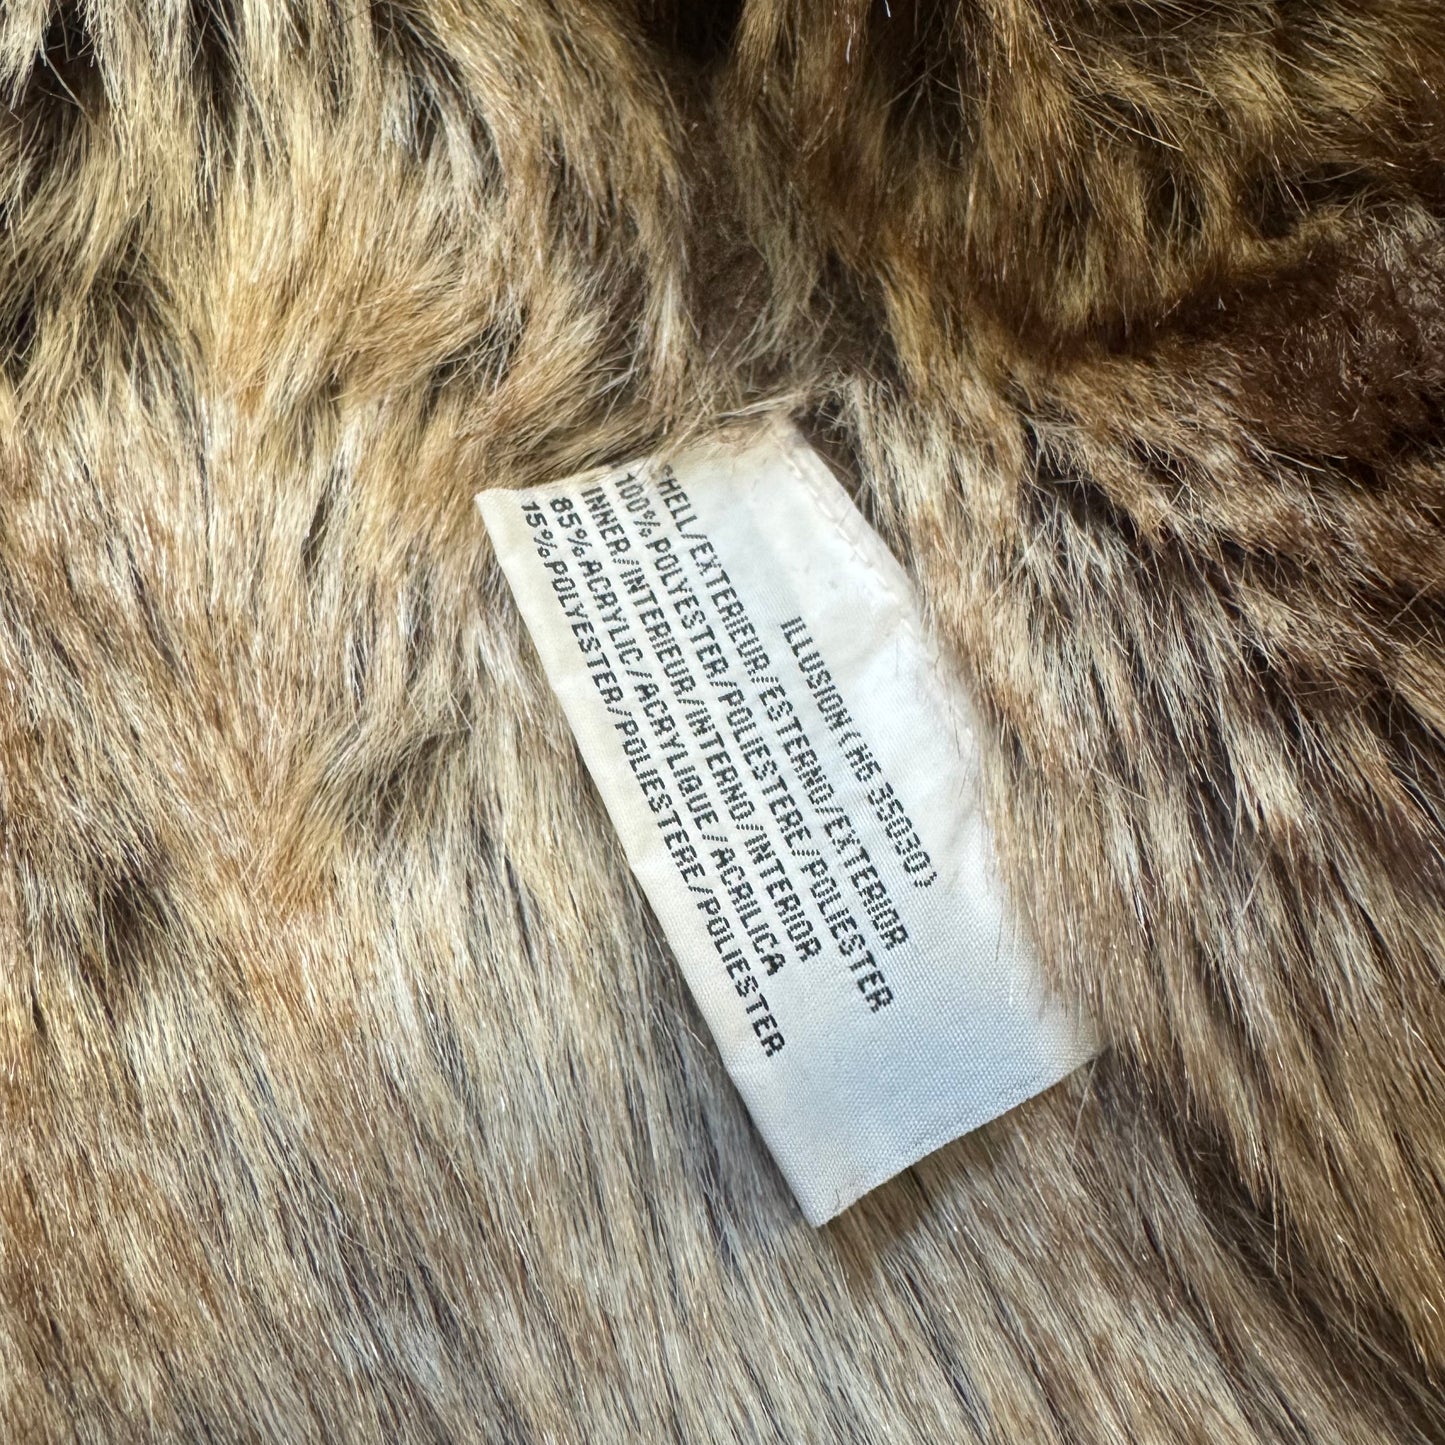 ILLUSION ( H6 35030 )
SHELL/EXTERIEUR/ESTERNO/EXTERIOR
100% POLYESTER/POLIESTERE/POLIESTER
INNER/INTERIEUR/INTERNO/INTERIOR
85% ACRYLIC/ACRYLIQUE/ACRILICA
15% POLYESTER/POLIESTERE/POLIESTER